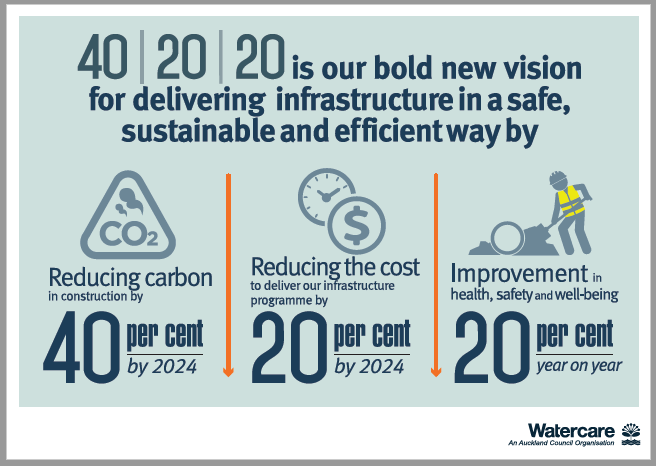 40 | 20 | 20 is our bold new vision
for delivering infrastructure in a safe,
sustainable and efficient way by
CO2
Reducing carbon
in construction by
40 per cent
by 2024
$
Reducing the cost
to deliver our infrastructure
programme by
20 per cent
by 2024
Improvement in
health, safety and well-being
20 per cent
year on year
Watercare
An Auckland Council Organisation